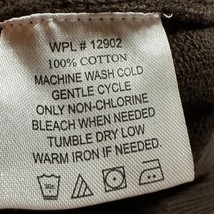 WPL # 12902
100% COTTON
MACHINE WASH COLD
GENTLE CYCLE
ONLY NON-CHLORINE
BLEACH WHEN NEEDED
TUMBLE DRY LOW
WARM IRON IF NEEDED.